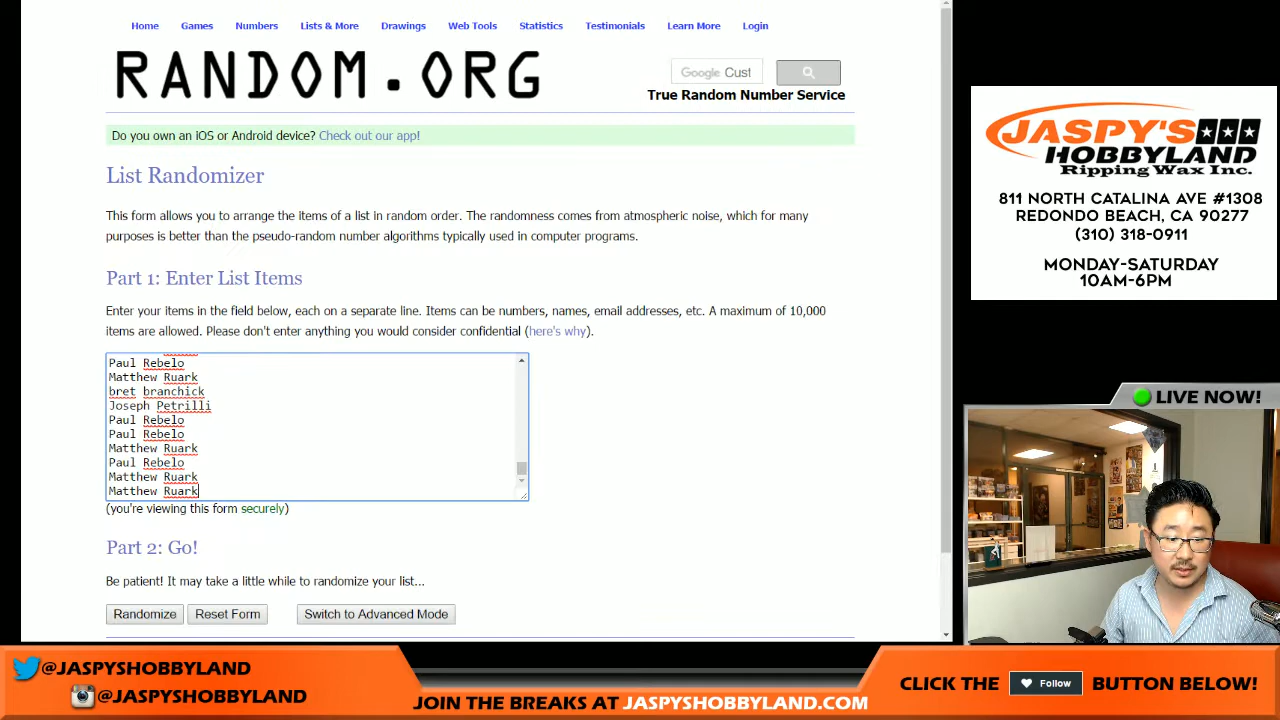 Home Games Numbers Lists & More Drawings Web Tools Statistics Testimonials Learn More Login
RANDOM.ORG
Google Cust
True Random Number Service
Do you own an iOS or Android device? Check out our app!
List Randomizer
This form allows you to arrange the items of a list in random order. The randomness comes from atmospheric noise, which for many
purposes is better than the pseudo-random number algorithms typically used in computer programs.
Part 1: Enter List Items
Enter your items in the field below, each on a separate line. Items can be numbers, names, email addresses, etc. A maximum of 10,000
items are allowed. Please don't enter anything you would consider confidential (here's why).
Paul Rebelo
Matthew Ruark
bret branchick
Joseph Petrilli
Paul Rebelo
Paul Rebelo
Matthew Ruark
Paul Rebelo
Matthew Ruark
Matthew Ruark
(you're viewing this form securely)
Part 2: Go!
Be patient! It may take a little while to randomize your list...
Randomize Reset Form Switch to Advanced Mode
JASPY'S
HOBBYLAND
Ripping Wax Inc.
811 NORTH CATALINA AVE #1308
REDONDO BEACH, CA 90277
(310) 318-0911
MONDAY-SATURDAY
10AM-6PM
LIVE NOW!
@JASPYSHOBBYLAND
@JASPYSHOBBYLAND
JOIN THE BREAKS AT JASPYSHOBBYLAND.COM
CLICK THE Follow BUTTON BELOW!